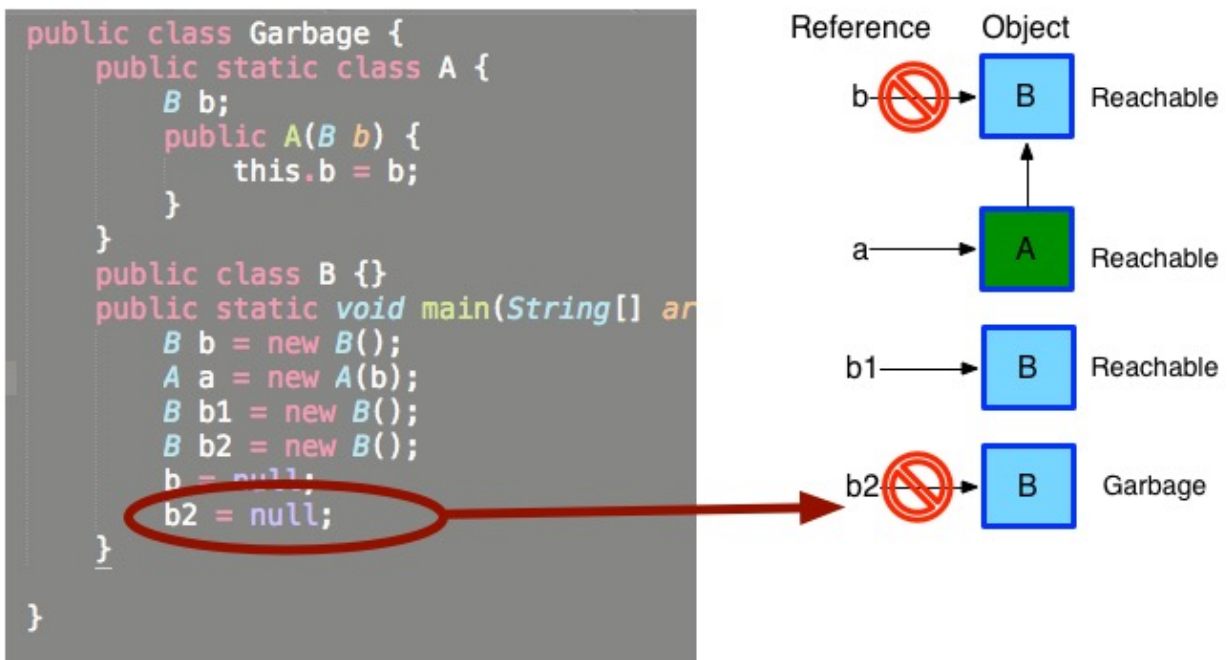 public class Garbage {
public static class A {
B b;
public A(B b) {
this.b = b;
}
}
public class B {}
public static void main(String[] ar
B b = new B();
A a = new A(b);
B b1 = new B();
B b2 = new B();
b = null;
b2 = null;
}
}
Reference Object
b B Reachable
a A Reachable
b1 B Reachable
b2 B Garbage